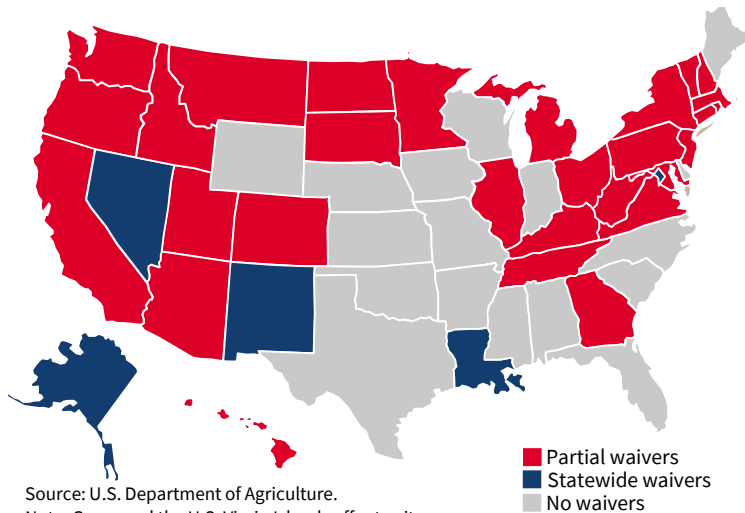 Partial waivers
Statewide waivers
No waivers
Source: U.S. Department of Agriculture.